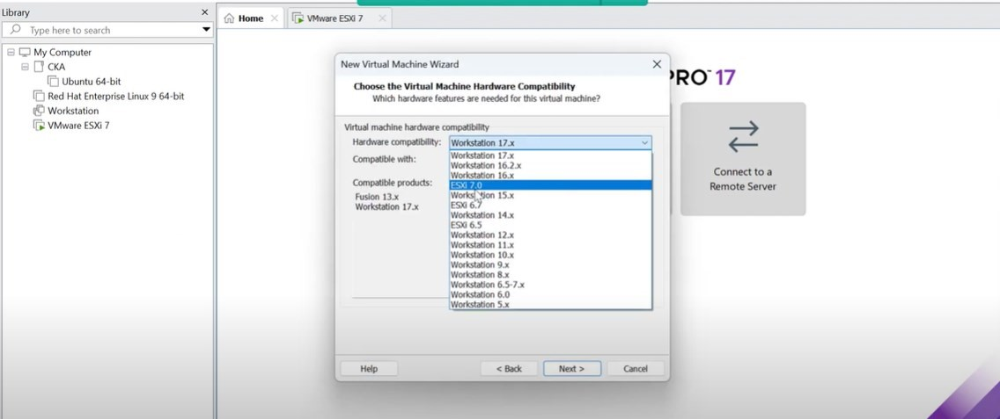 Library
Type here to search
My Computer
CKA
Ubuntu 64-bit
Red Hat Enterprise Linux 9 64-bit
Workstation
VMware ESXi 7
Home
VMware ESXi 7
PRO™ 17
Connect to a
Remote Server
New Virtual Machine Wizard
Choose the Virtual Machine Hardware Compatibility
Which hardware features are needed for this virtual machine?
Virtual machine hardware compatibility
Hardware compatibility: Workstation 17.x
Compatible with:
Compatible products:
Fusion 13.x
Workstation 17.x
Workstation 17.x
Workstation 16.2.x
Workstation 16.x
ESXi 7.0
Workstation 15.x
ESXi 6.7
Workstation 14.x
ESXi 6.5
Workstation 12.x
Workstation 11.x
Workstation 10.x
Workstation 9.x
Workstation 8.x
Workstation 6.5-7.x
Workstation 6.0
Workstation 5.x
Help
< Back
Next >
Cancel